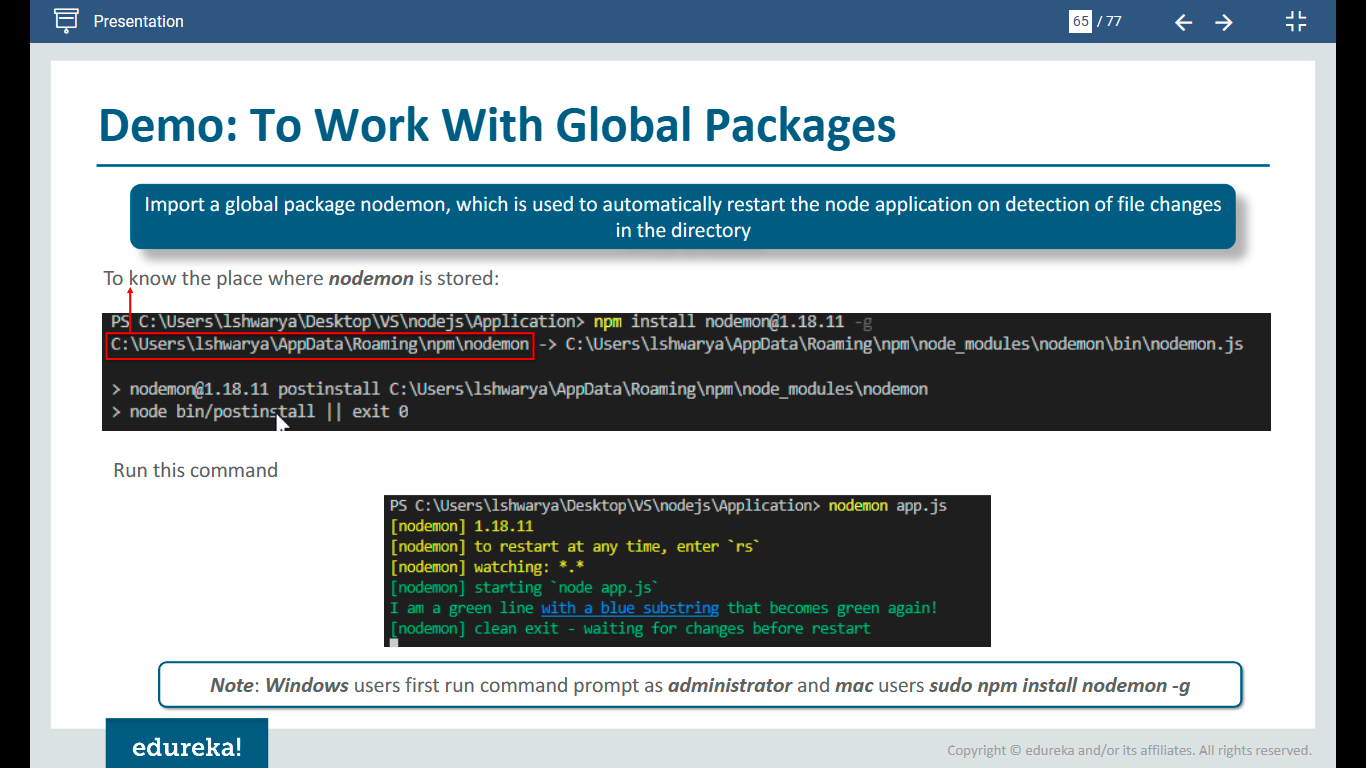 Presentation
65 / 77
Demo: To Work With Global Packages
Import a global package nodemon, which is used to automatically restart the node application on detection of file changes
in the directory
To know the place where nodemon is stored:
PS C:\Users\lshwarya\Desktop\VS\nodejs\Application> npm install nodemon@1.18.11 -g
C:\Users\lshwarya\AppData\Roaming\npm\nodemon -> C:\Users\lshwarya\AppData\Roaming\npm\node_modules\nodemon\bin\nodemon.js
> nodemon@1.18.11 postinstall C:\Users\lshwarya\AppData\Roaming\npm\node_modules\nodemon
> node bin/postinstall || exit 0
Run this command
PS C:\Users\lshwarya\Desktop\VS\nodejs\Application> nodemon app.js
[nodemon] 1.18.11
[nodemon] to restart at any time, enter `rs`
[nodemon] watching: *.*
[nodemon] starting `node app.js`
I am a green line with a blue substring that becomes green again!
[nodemon] clean exit - waiting for changes before restart
Note: Windows users first run command prompt as administrator and mac users sudo npm install nodemon -g
edureka!
Copyright © edureka and/or its affiliates. All rights reserved.